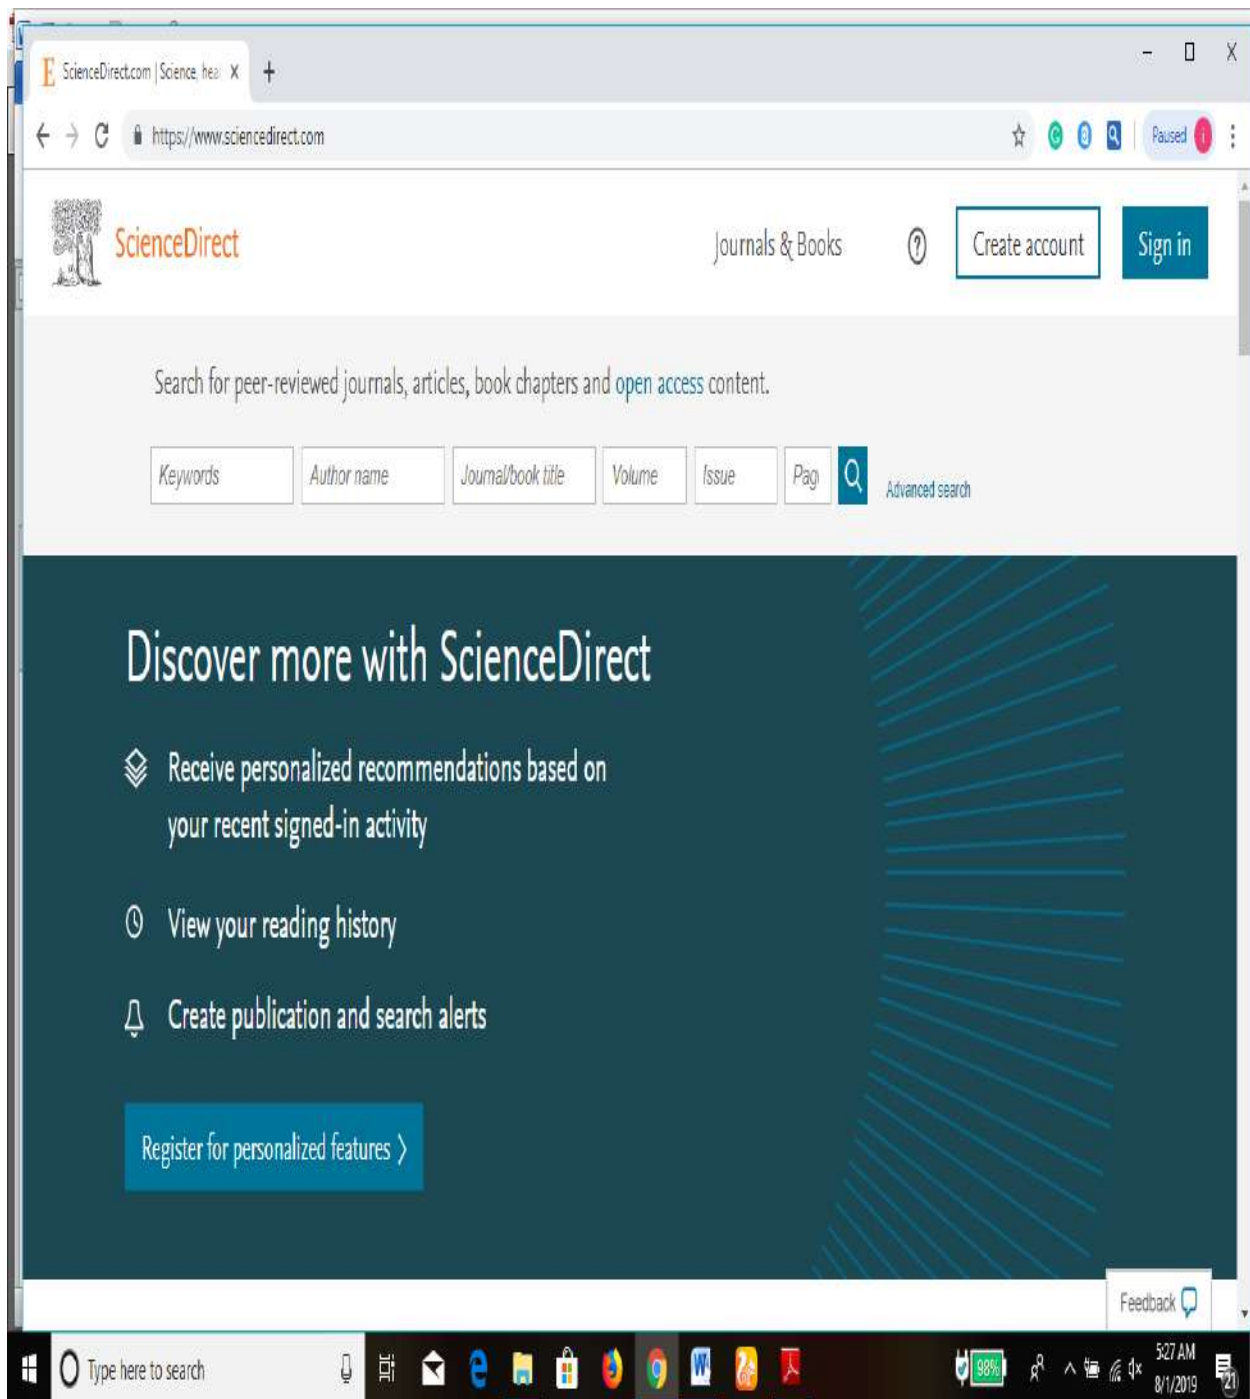 ScienceDirect.com | Science, hea
https://www.sciencedirect.com
Paused
ScienceDirect
Journals & Books
Create account
Sign in
Search for peer-reviewed journals, articles, book chapters and open access content.
Keywords
Author name
Journal/book title
Volume
Issue
Pag
Advanced search
Discover more with ScienceDirect
Receive personalized recommendations based on
your recent signed-in activity
View your reading history
Create publication and search alerts
Register for personalized features
Feedback
Type here to search
98%
5:27 AM
8/1/2019
21